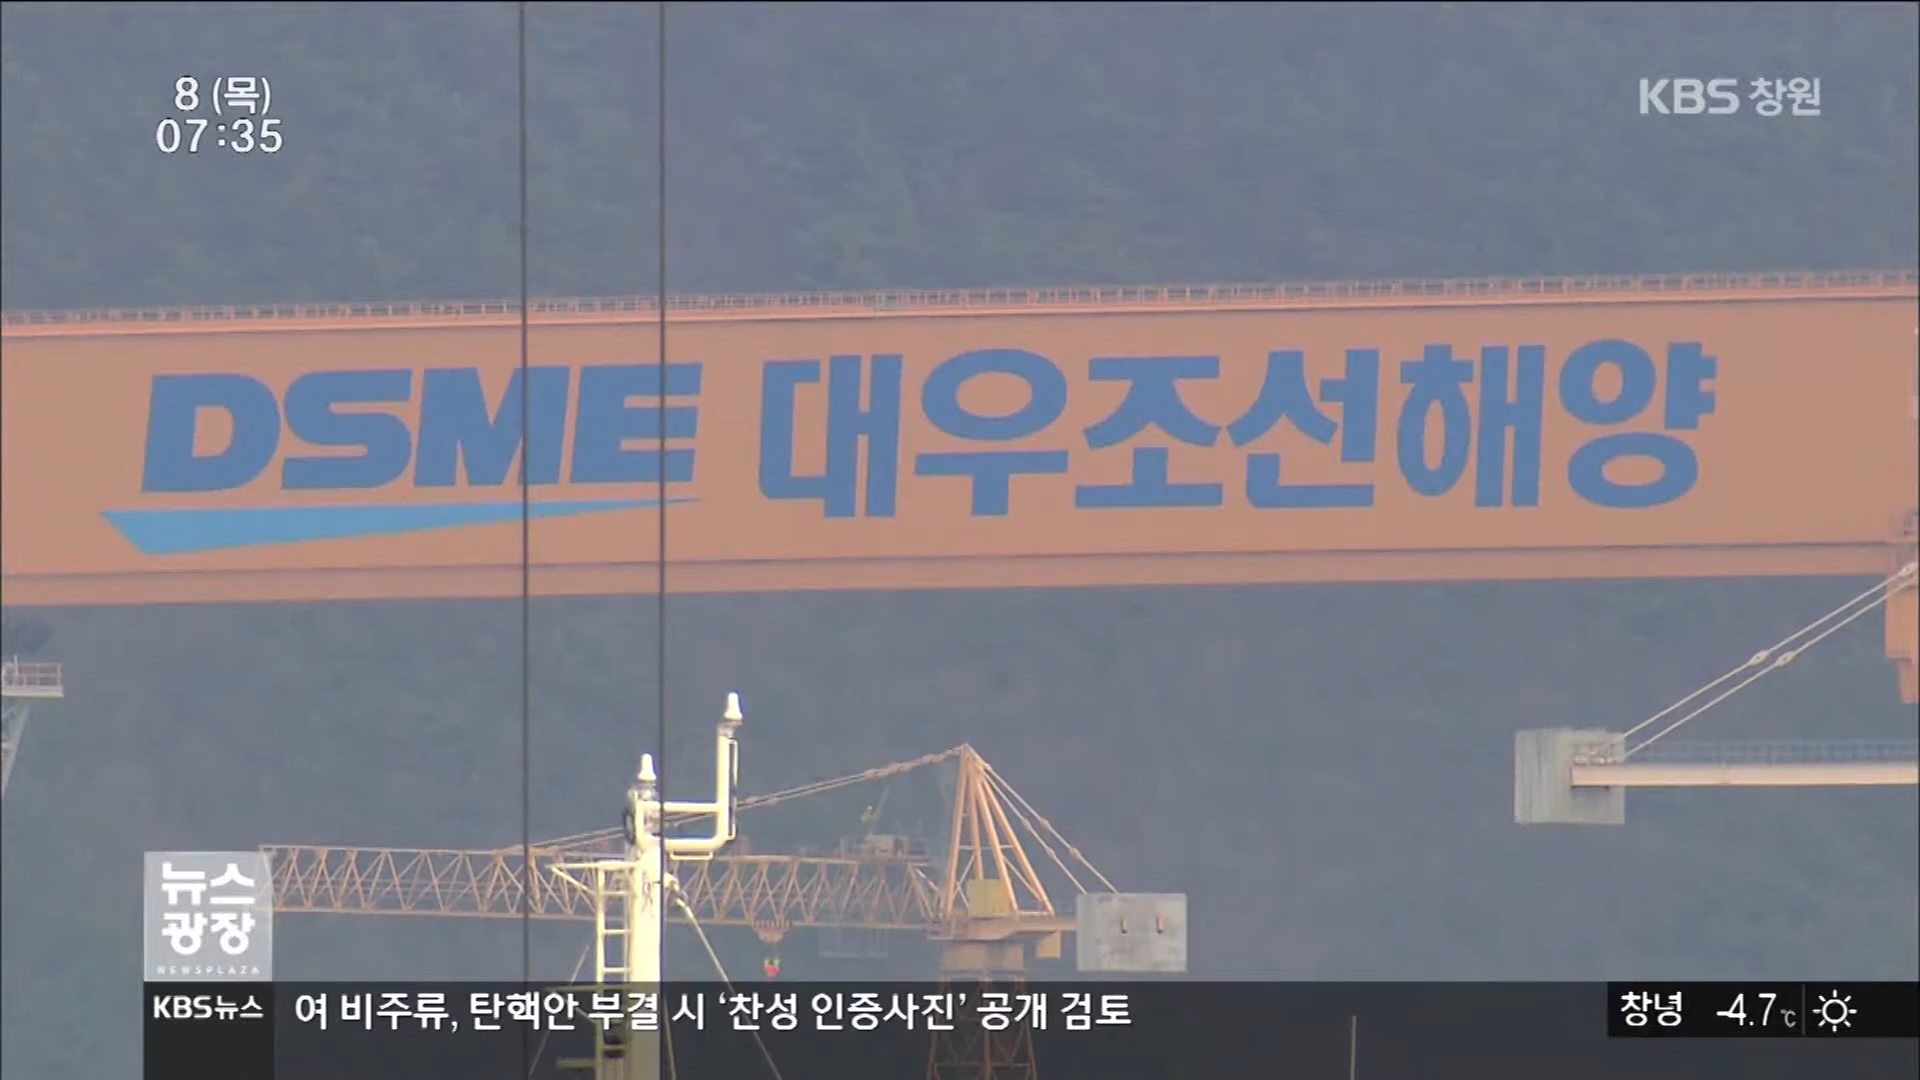 8 (목)
07:35
KBS 창원
DSME 대우조선해양
뉴스
광장
NEWSPLAZA
KBS뉴스 여 비주류, 탄핵안 부결 시 ‘찬성 인증사진’ 공개 검토
창녕 -4.7℃